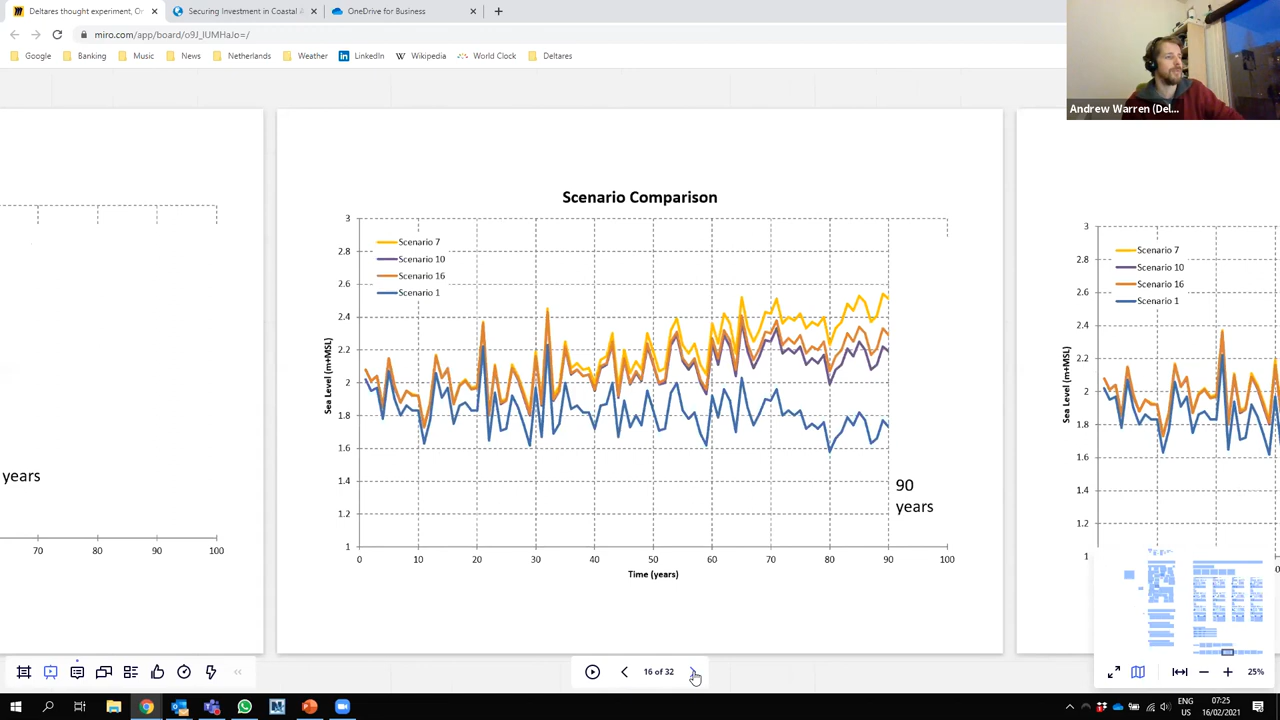 Deltares thought experiment, Or
Securing Investment in Coastal A
OneDrive for Business
miro.com/app/board/o9J_lUMHaJo=/
Google
Banking
Music
News
Netherlands
Weather
LinkedIn
Wikipedia
World Clock
Deltares
Andrew Warren (Del...
years
70
80
90
100
Scenario Comparison
Sea Level (m+MSL)
3
2.8
2.6
2.4
2.2
2
1.8
1.6
1.4
1.2
1
Scenario 7
Scenario 10
Scenario 16
Scenario 1
90
years
0
10
20
30
40
50
60
70
80
90
100
Time (years)
Sea Level (m+MSL)
3
2.8
2.6
2.4
2.2
2
1.8
1.6
1.4
1.2
1
Scenario 7
Scenario 10
Scenario 16
Scenario 1
0
16 of 32
25%
ENG
US
07:25
16/02/2021